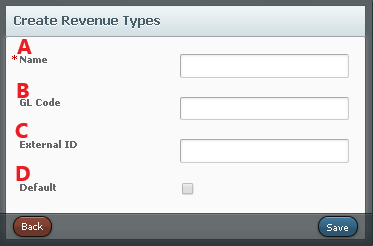 Create Revenue Types
A
*Name
B
GL Code
C
External ID
D
Default
Back Save